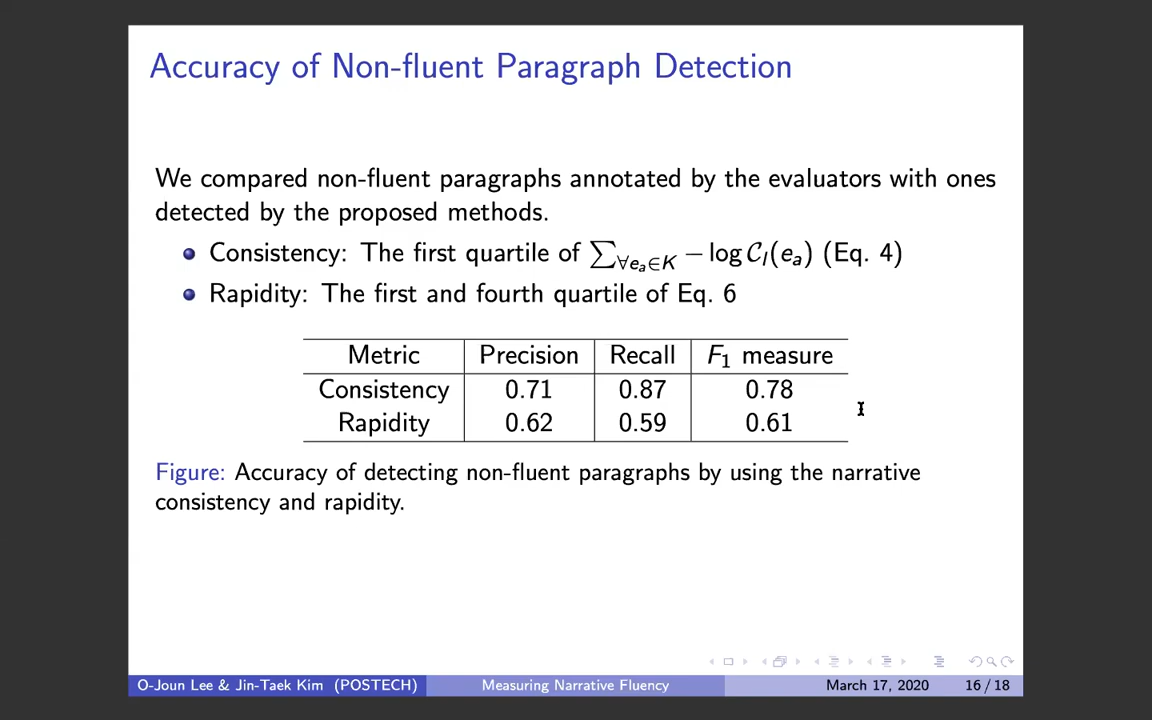 Accuracy of Non-fluent Paragraph Detection
We compared non-fluent paragraphs annotated by the evaluators with ones
detected by the proposed methods.
Consistency: The first quartile of ∑∀eₐ∈K − log 𝒞ₗ(eₐ) (Eq. 4)
Rapidity: The first and fourth quartile of Eq. 6
Metric Precision Recall F₁ measure
Consistency 0.71 0.87 0.78
Rapidity 0.62 0.59 0.61
Figure: Accuracy of detecting non-fluent paragraphs by using the narrative
consistency and rapidity.
O-Joun Lee & Jin-Taek Kim (POSTECH) Measuring Narrative Fluency March 17, 2020 16 / 18